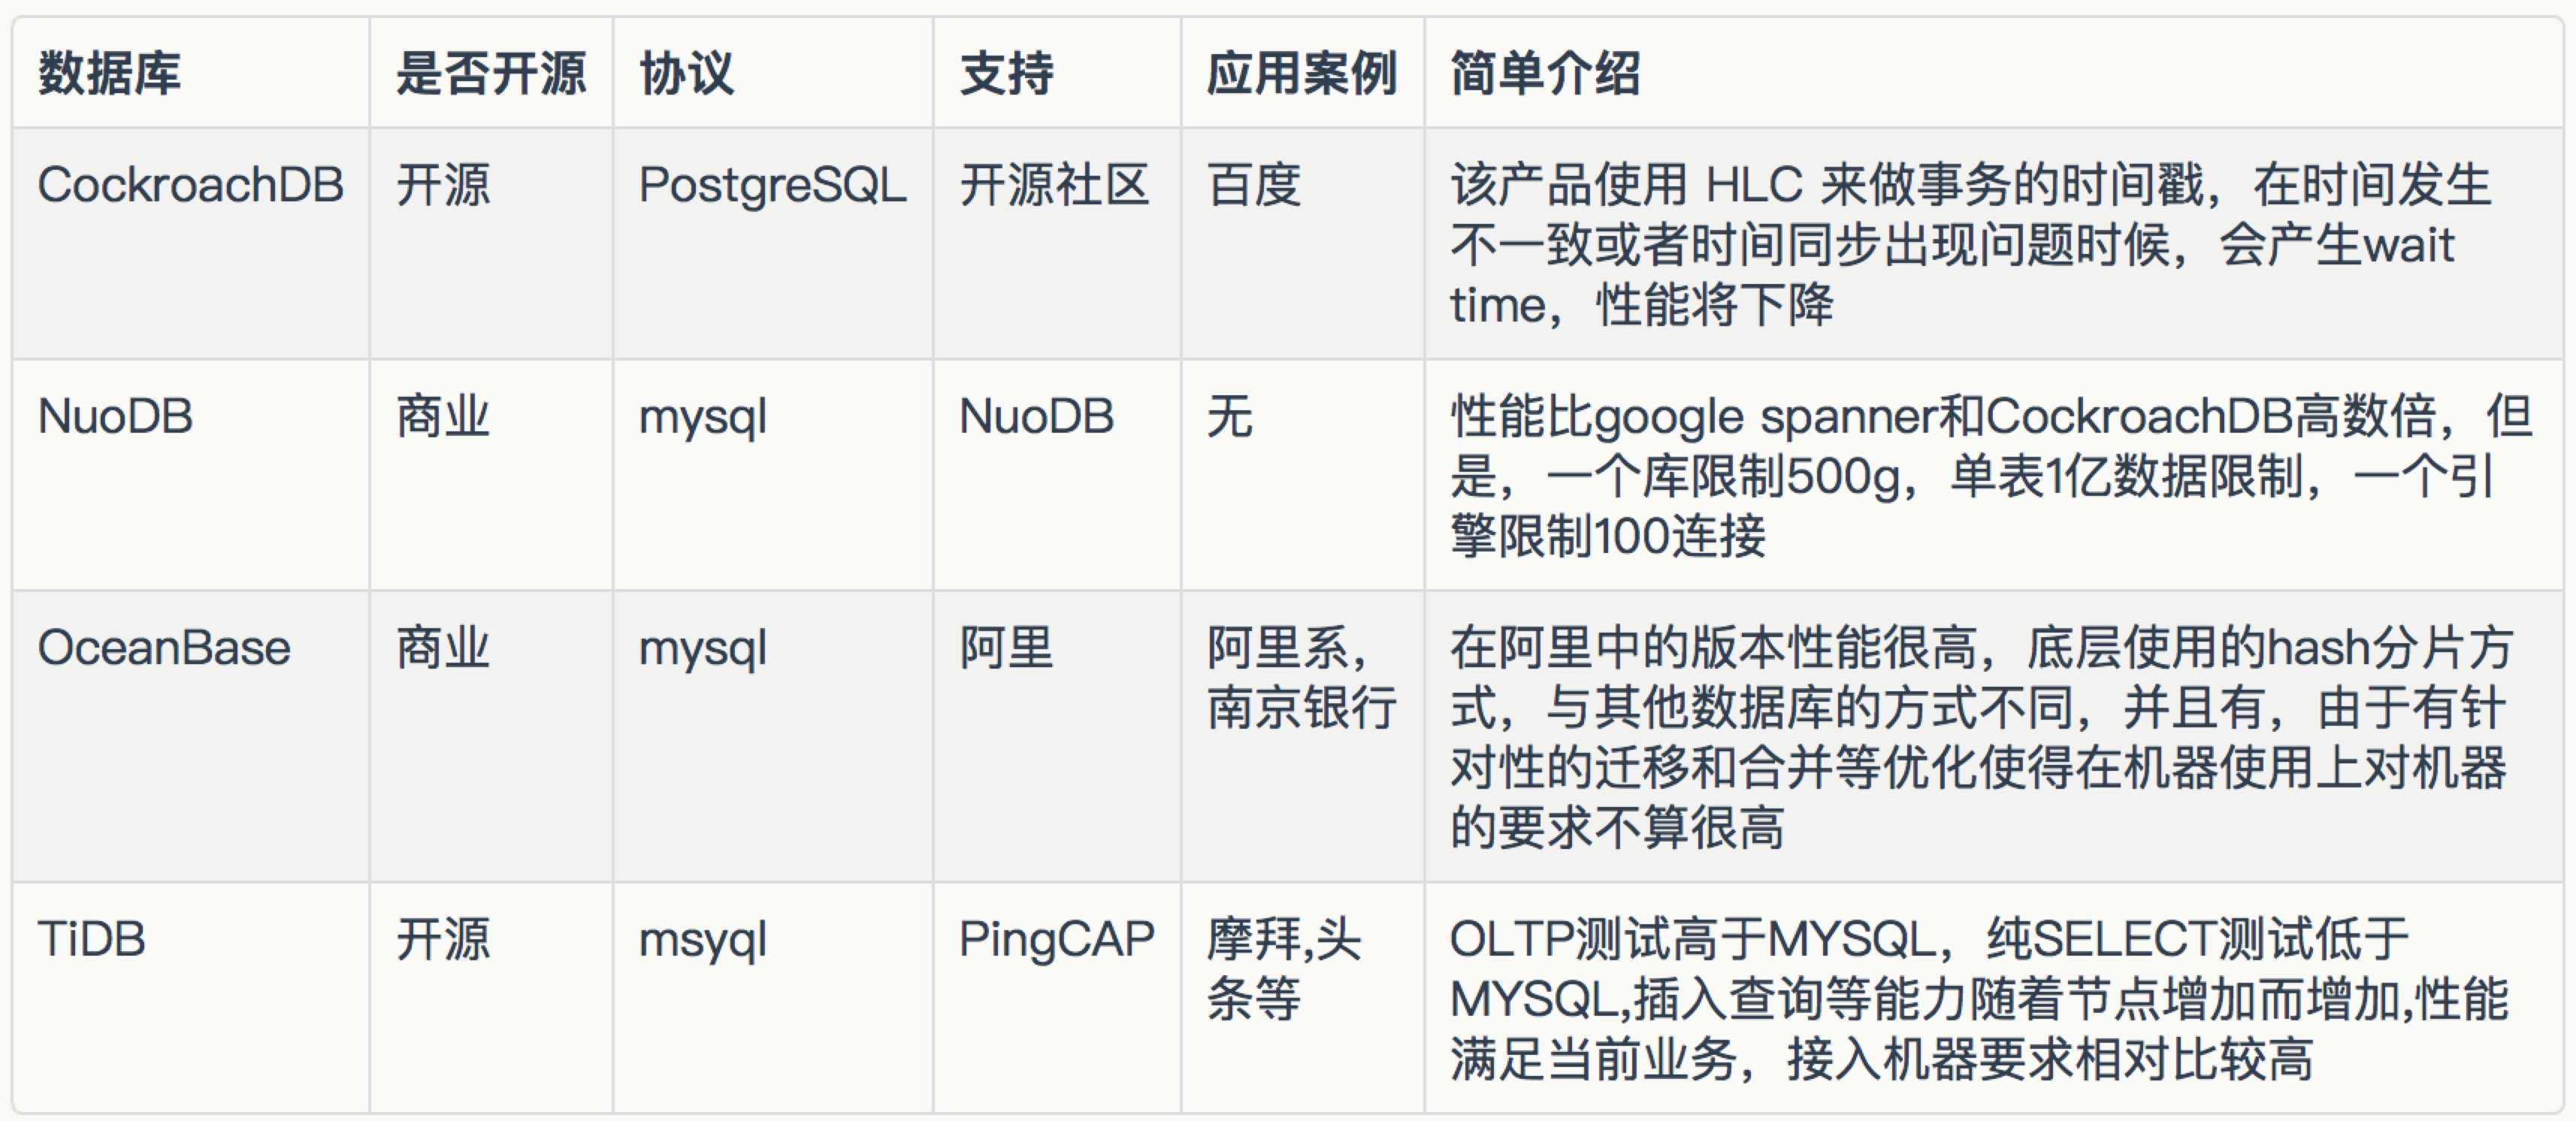 数据库 是否开源 协议 支持 应用案例 简单介绍
CockroachDB 开源 PostgreSQL 开源社区 百度 该产品使用 HLC 来做事务的时间戳，在时间发生
不一致或者时间同步出现问题时候，会产生wait
time，性能将下降
NuoDB 商业 mysql NuoDB 无 性能比google spanner和CockroachDB高数倍，但
是，一个库限制500g，单表1亿数据限制，一个引
擎限制100连接
OceanBase 商业 mysql 阿里 阿里系， 在阿里中的版本性能很高，底层使用的hash分片方
南京银行 式，与其他数据库的方式不同，并且有，由于有针
对性的迁移和合并等优化使得在机器使用上对机器
的要求不算很高
TiDB 开源 msyql PingCAP 摩拜,头 OLTP测试高于MYSQL，纯SELECT测试低于
条等 MYSQL,插入查询等能力随着节点增加而增加,性能
满足当前业务，接入机器要求相对比较高